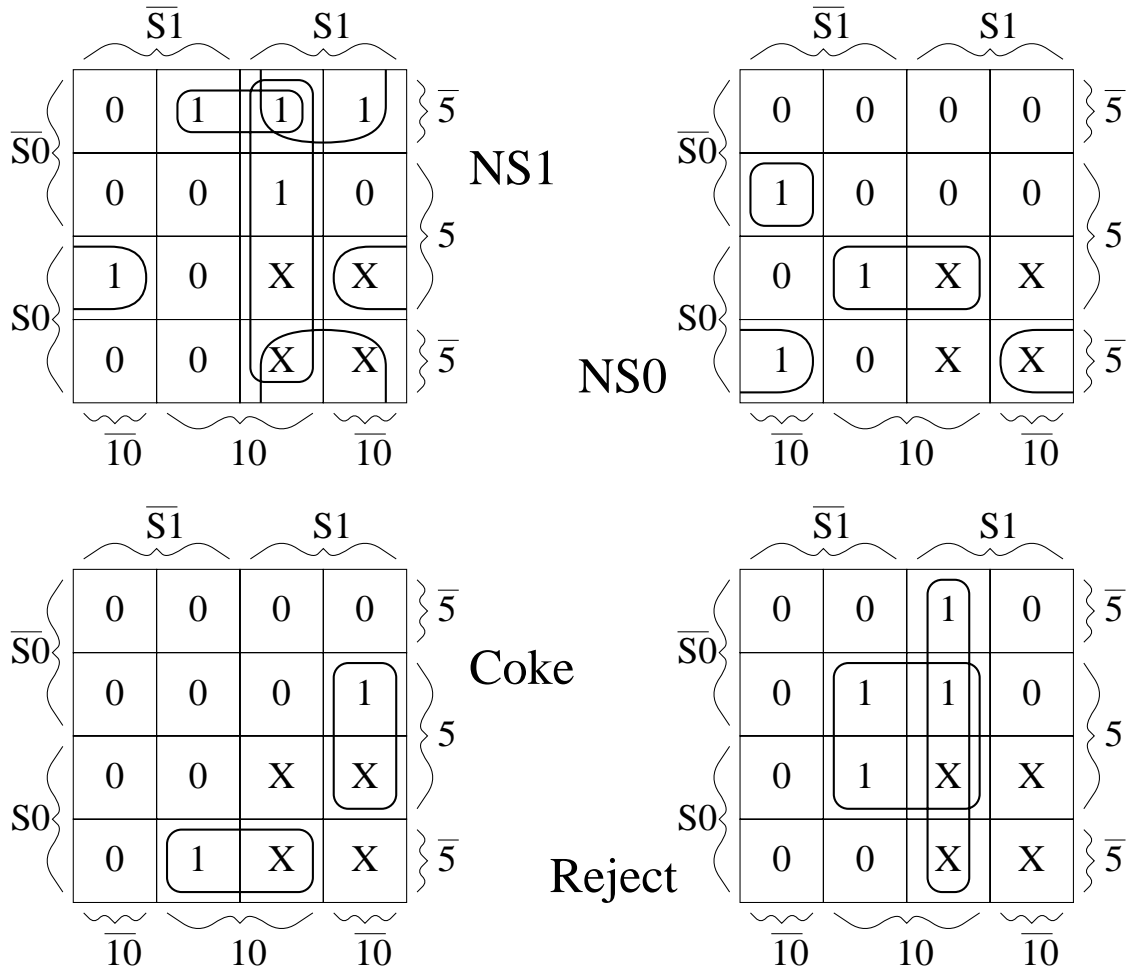 S̅1̅ S1 S̅1̅ S1
0 1 1 1 5̅ 0 0 0 0 5̅
S̅0̅ S̅0̅
0 0 1 0 NS1 1 0 0 0
5 5
1 0 X X 0 1 X X
S0 S0
0 0 X X 5̅ NS0 1 0 X X 5̅
1̅0̅ 10 1̅0̅ 1̅0̅ 10 1̅0̅
S̅1̅ S1 S̅1̅ S1
0 0 0 0 5̅ 0 0 1 0 5̅
S̅0̅ S̅0̅
0 0 0 1 Coke 0 1 1 0
5 5
0 0 X X 0 1 X X
S0 S0
0 1 X X 5̅ Reject 0 0 X X 5̅
1̅0̅ 10 1̅0̅ 1̅0̅ 10 1̅0̅